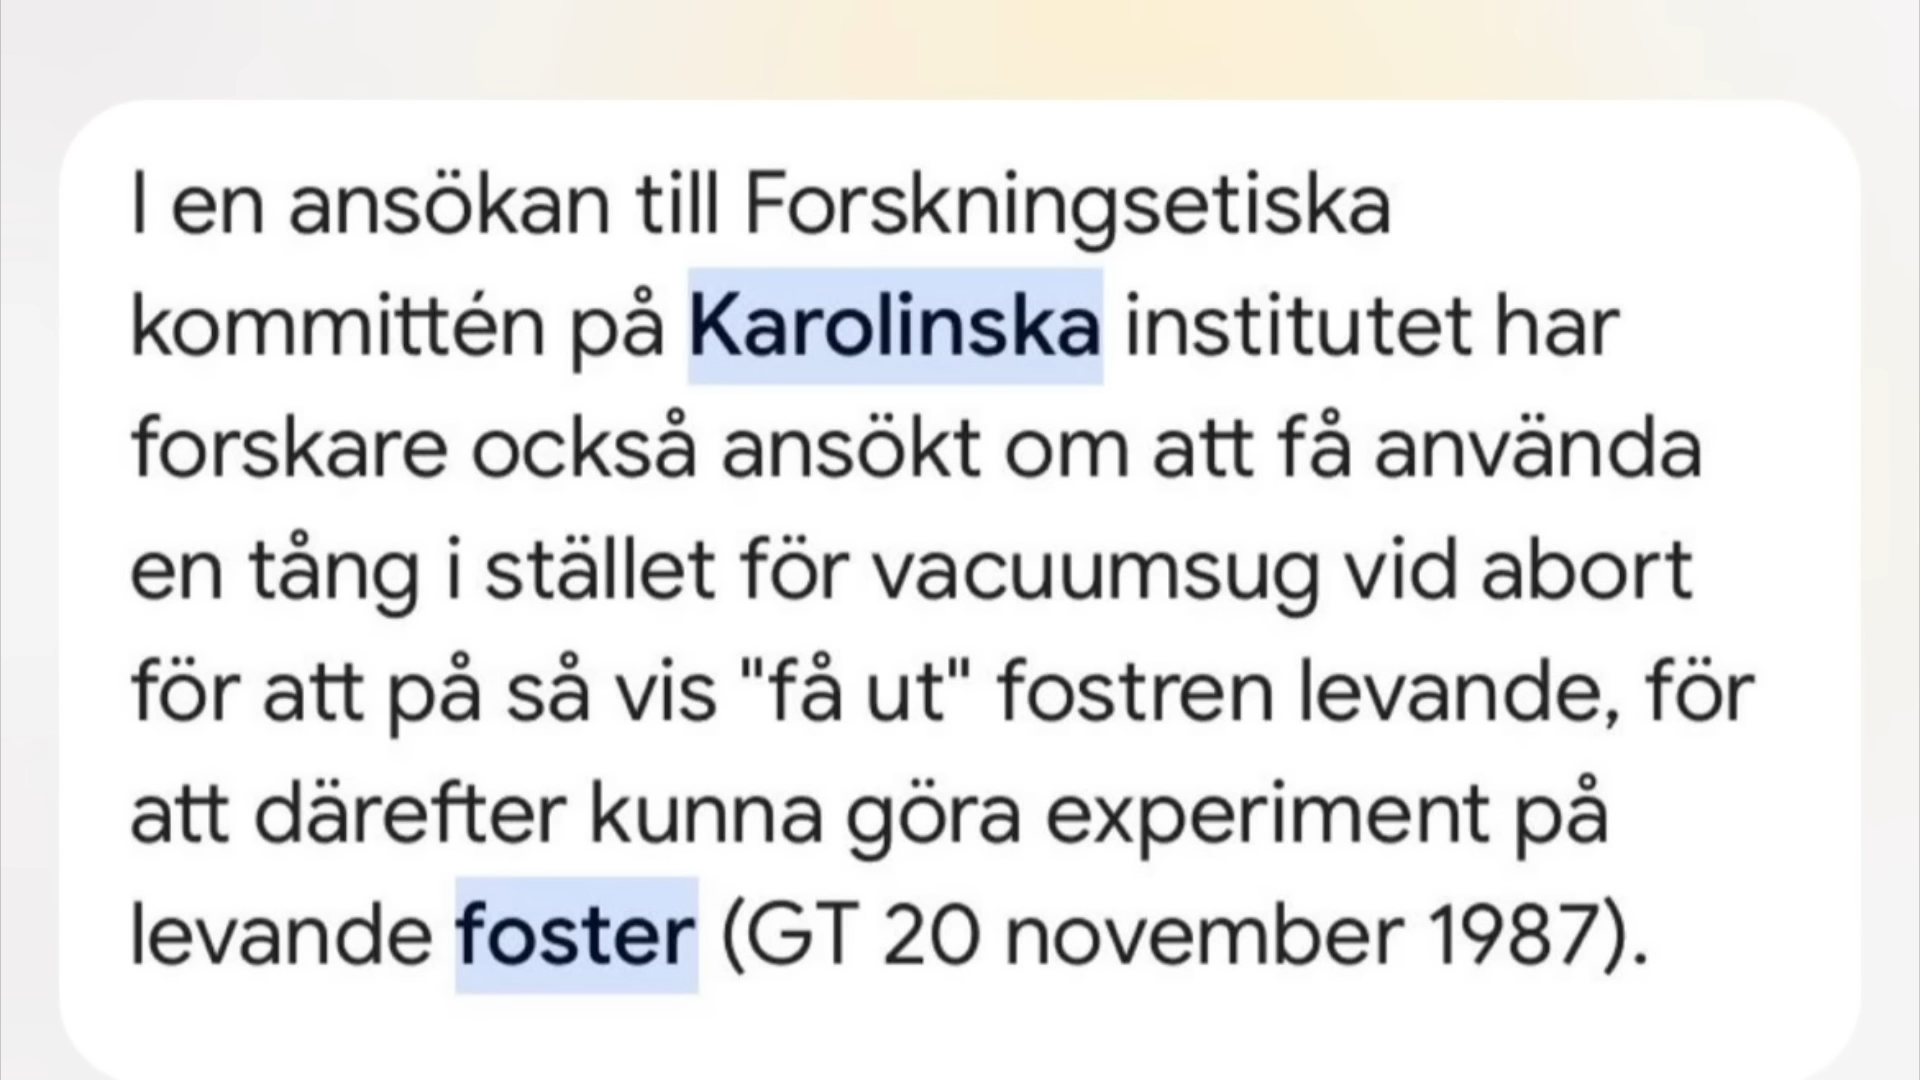 I en ansökan till Forskningsetiska
kommittén på Karolinska institutet har
forskare också ansökt om att få använda
en tång i stället för vacuumsug vid abort
för att på så vis "få ut" fostren levande, för
att därefter kunna göra experiment på
levande foster (GT 20 november 1987).